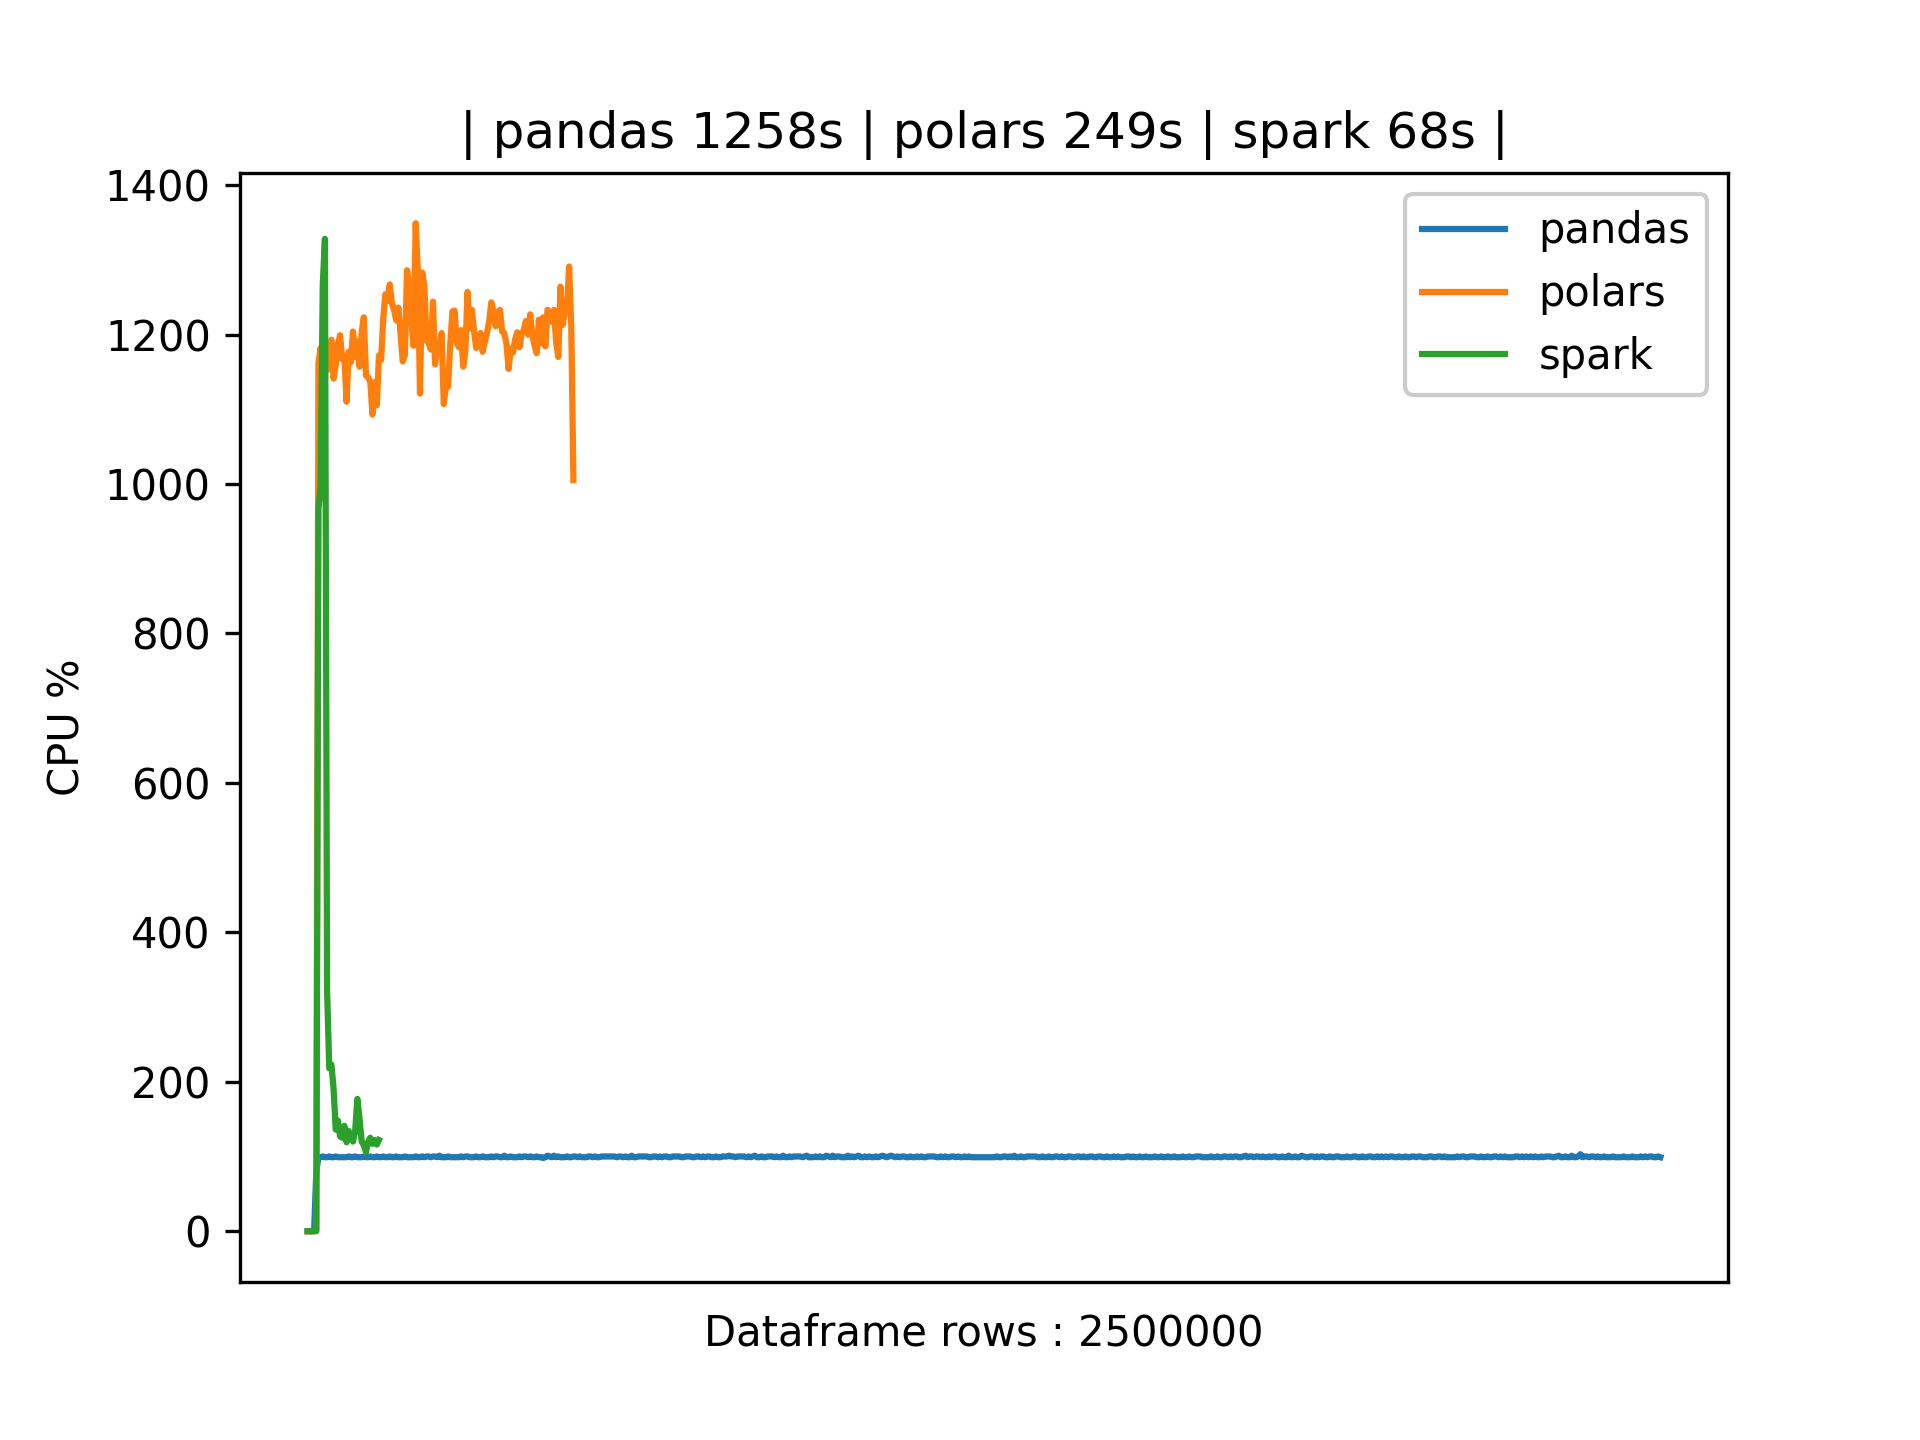 | pandas 1258s | polars 249s | spark 68s |
1400
1200
1000
800
600
400
200
0
CPU %
pandas
polars
spark
Dataframe rows : 2500000